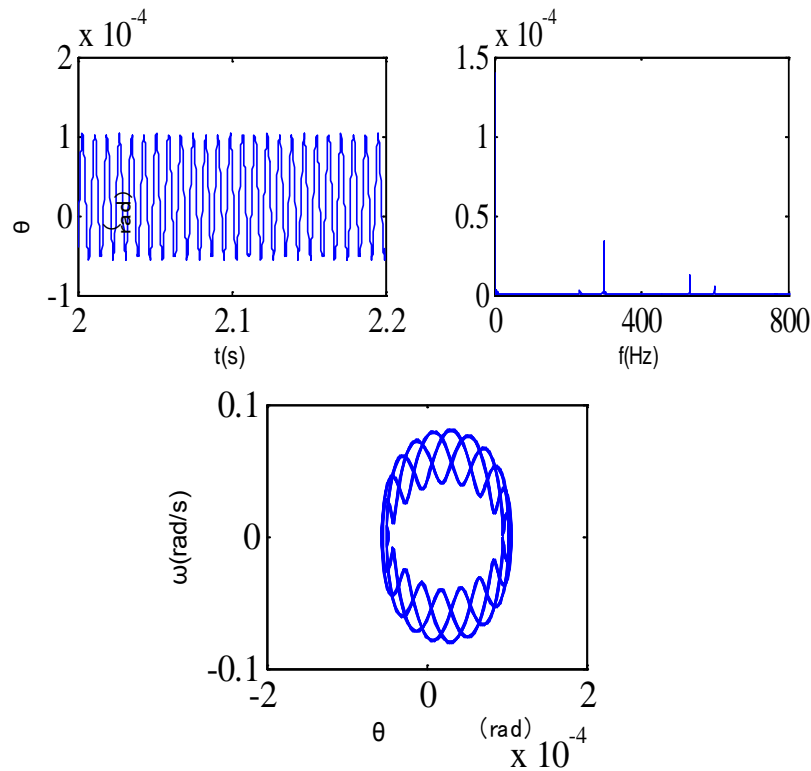 x 10^-4
2
1
0
-1
θ
(rad)
2
2.1
2.2
t(s)
x 10^-4
1.5
1
0.5
0
0
400
800
f(Hz)
0.1
0
-0.1
ω(rad/s)
-2
0
2
θ (rad)
x 10^-4